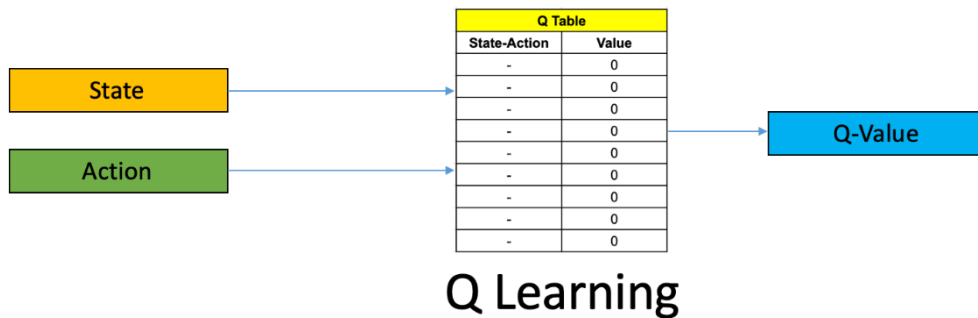 Q Table
State-Action Value
- 0
- 0
- 0
- 0
- 0
- 0
- 0
- 0
- 0
State
Action
Q-Value
Q Learning